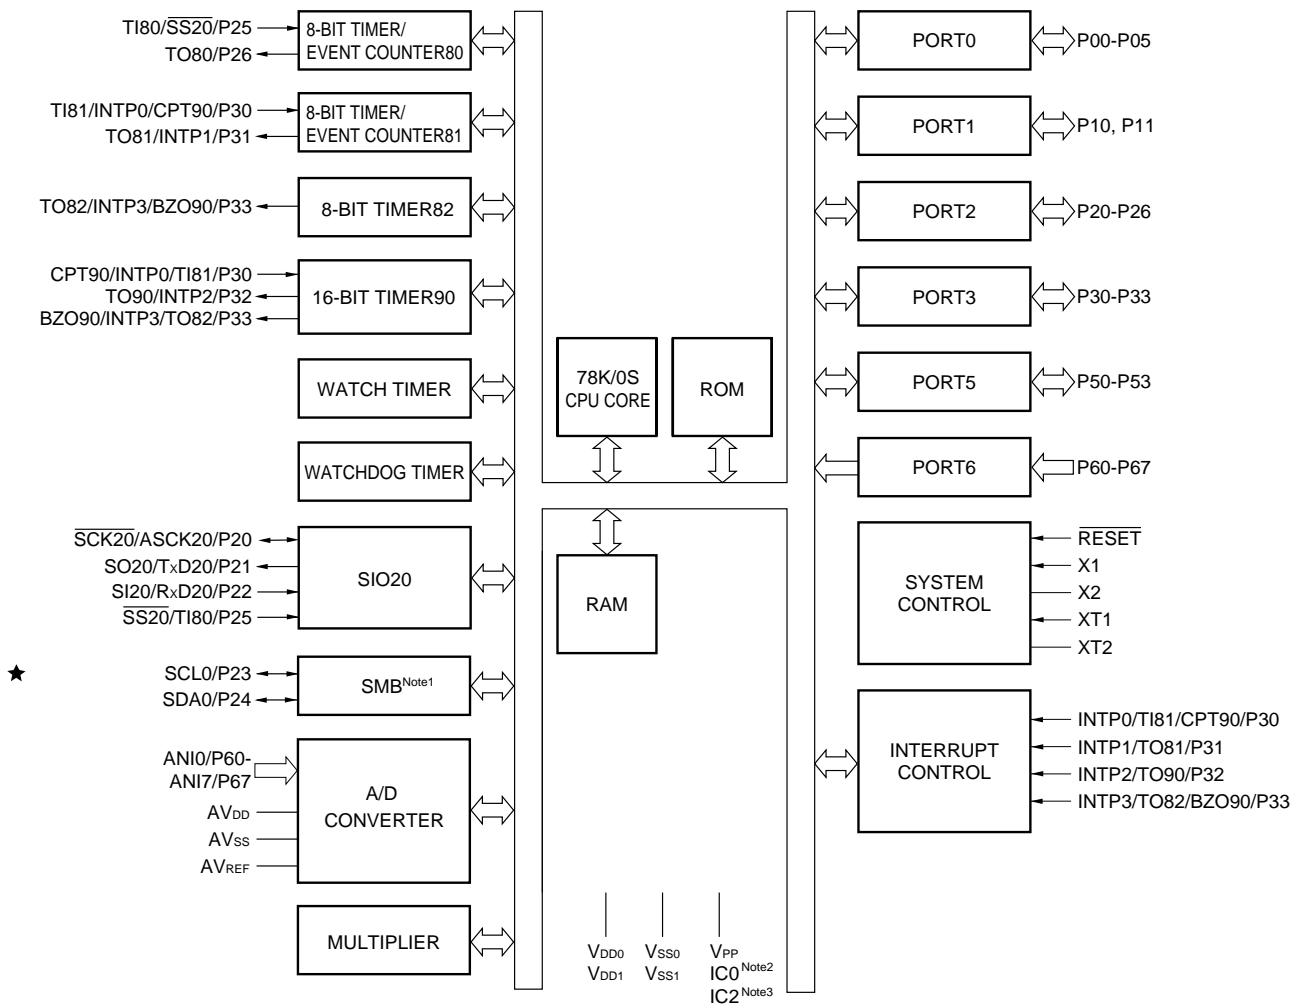 TI80/SS20/P25
TO80/P26
8-BIT TIMER/
EVENT COUNTER80
TI81/INTP0/CPT90/P30
TO81/INTP1/P31
8-BIT TIMER/
EVENT COUNTER81
TO82/INTP3/BZO90/P33
8-BIT TIMER82
CPT90/INTP0/TI81/P30
TO90/INTP2/P32
BZO90/INTP3/TO82/P33
16-BIT TIMER90
WATCH TIMER
WATCHDOG TIMER
SCK20/ASCK20/P20
SO20/TxD20/P21
SI20/RxD20/P22
SS20/TI80/P25
SIO20
★
SCL0/P23
SDA0/P24
SMB Note1
ANI0/P60-
ANI7/P67
AVDD
AVSS
AVREF
A/D
CONVERTER
MULTIPLIER
78K/0S
CPU CORE
ROM
RAM
VDD0
VDD1
VSS0
VSS1
VPP
IC0 Note2
IC2 Note3
PORT0
P00-P05
PORT1
P10, P11
PORT2
P20-P26
PORT3
P30-P33
PORT5
P50-P53
PORT6
P60-P67
SYSTEM
CONTROL
RESET
X1
X2
XT1
XT2
INTERRUPT
CONTROL
INTP0/TI81/CPT90/P30
INTP1/TO81/P31
INTP2/TO90/P32
INTP3/TO82/BZO90/P33